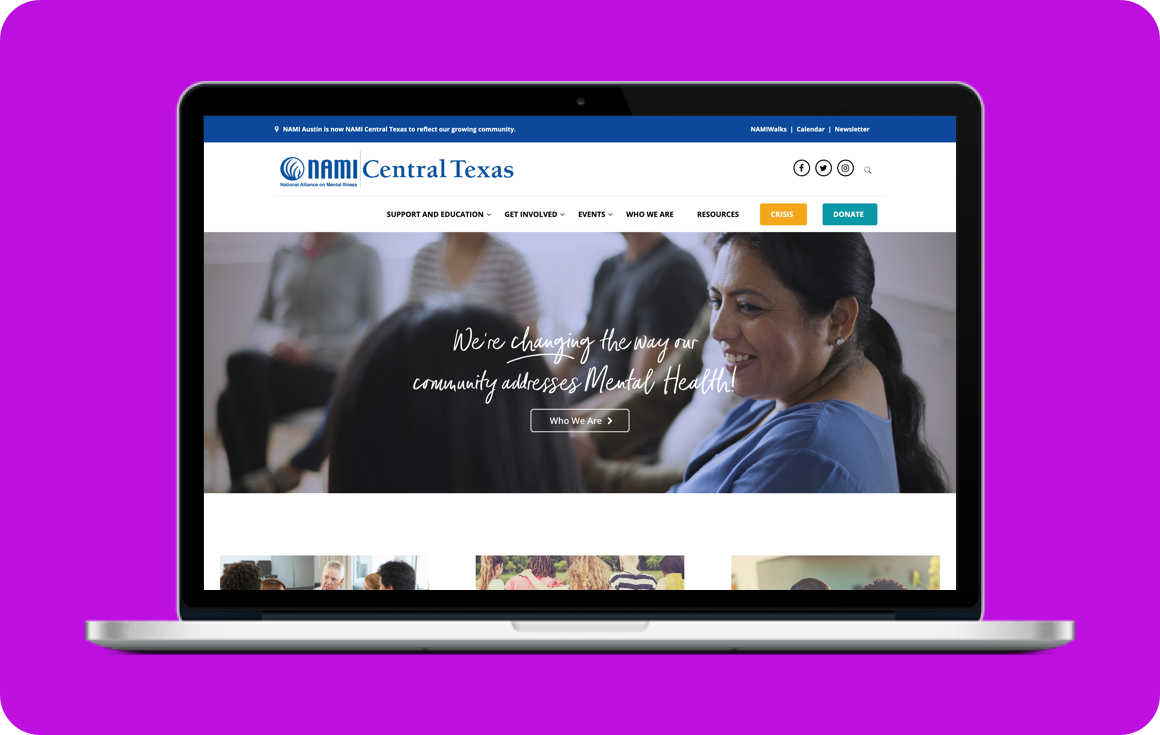 NAMI Austin is now NAMI Central Texas to reflect our growing community.
NAMIWalks | Calendar | Newsletter
NAMI Central Texas
National Alliance on Mental Illness
SUPPORT AND EDUCATION GET INVOLVED EVENTS WHO WE ARE RESOURCES CRISIS DONATE
We're changing the way our
community addresses Mental Health!
Who We Are